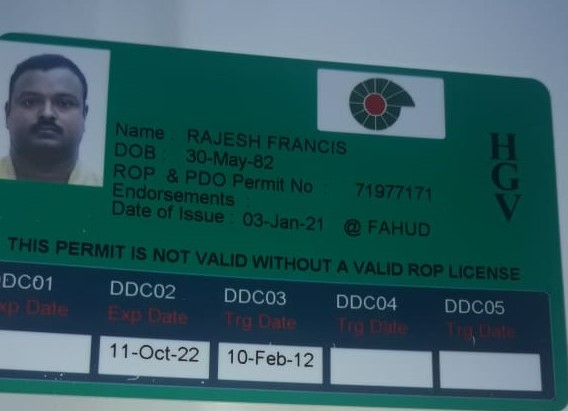 Name : RAJESH FRANCIS
DOB : 30-May-82
ROP & PDO Permit No : 71977171
Endorsements :
Date of Issue : 03-Jan-21 @ FAHUD
HGV
THIS PERMIT IS NOT VALID WITHOUT A VALID ROP LICENSE
DDC01 DDC02 DDC03 DDC04 DDC05
Exp Date Exp Date Trg Date Trg Date Trg Date
11-Oct-22 10-Feb-12